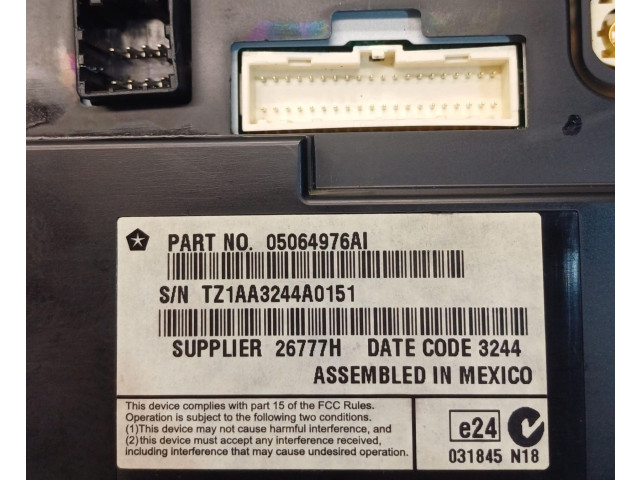 PART NO. 05064976AI
S/N TZ1AA3244A0151
SUPPLIER 26777H DATE CODE 3244
ASSEMBLED IN MEXICO
This device complies with part 15 of the FCC Rules.
Operation is subject to the following two conditions.
(1)This device may not cause harmful interference, and
(2)this device must accept any interference received,
including interference that may cause undesired operation.
e24
031845 N18